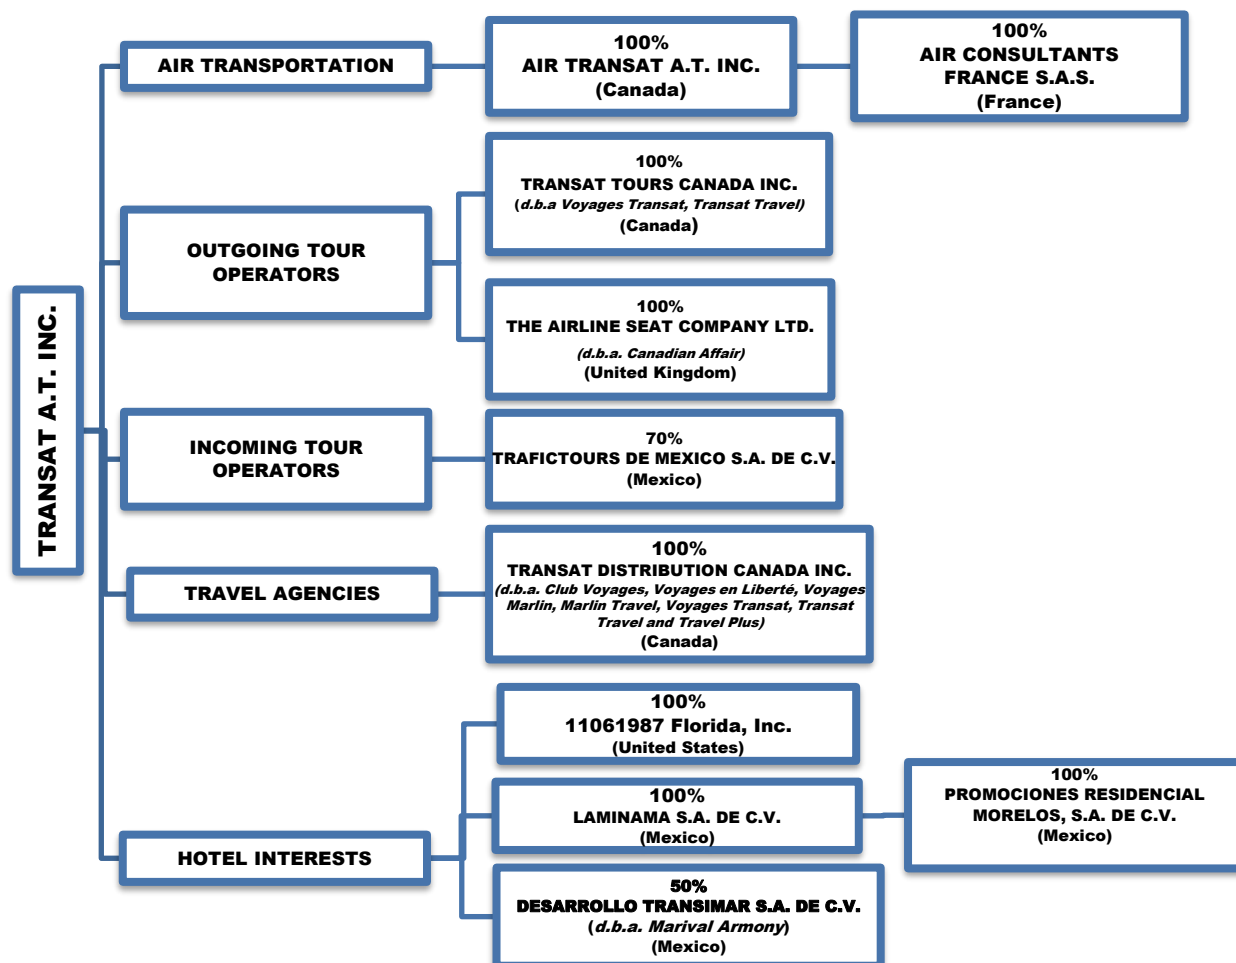 TRANSAT A.T. INC.
AIR TRANSPORTATION
100%
AIR TRANSAT A.T. INC.
(Canada)
100%
AIR CONSULTANTS
FRANCE S.A.S.
(France)
OUTGOING TOUR
OPERATORS
100%
TRANSAT TOURS CANADA INC.
(d.b.a Voyages Transat, Transat Travel)
(Canada)
100%
THE AIRLINE SEAT COMPANY LTD.
(d.b.a. Canadian Affair)
(United Kingdom)
INCOMING TOUR
OPERATORS
70%
TRAFICTOURS DE MEXICO S.A. DE C.V.
(Mexico)
TRAVEL AGENCIES
100%
TRANSAT DISTRIBUTION CANADA INC.
(d.b.a. Club Voyages, Voyages en Liberté, Voyages
Marlin, Marlin Travel, Voyages Transat, Transat
Travel and Travel Plus)
(Canada)
HOTEL INTERESTS
100%
11061987 Florida, Inc.
(United States)
100%
LAMINAMA S.A. DE C.V.
(Mexico)
100%
PROMOCIONES RESIDENCIAL
MORELOS, S.A. DE C.V.
(Mexico)
50%
DESARROLLO TRANSIMAR S.A. DE C.V.
(d.b.a. Marival Armony)
(Mexico)